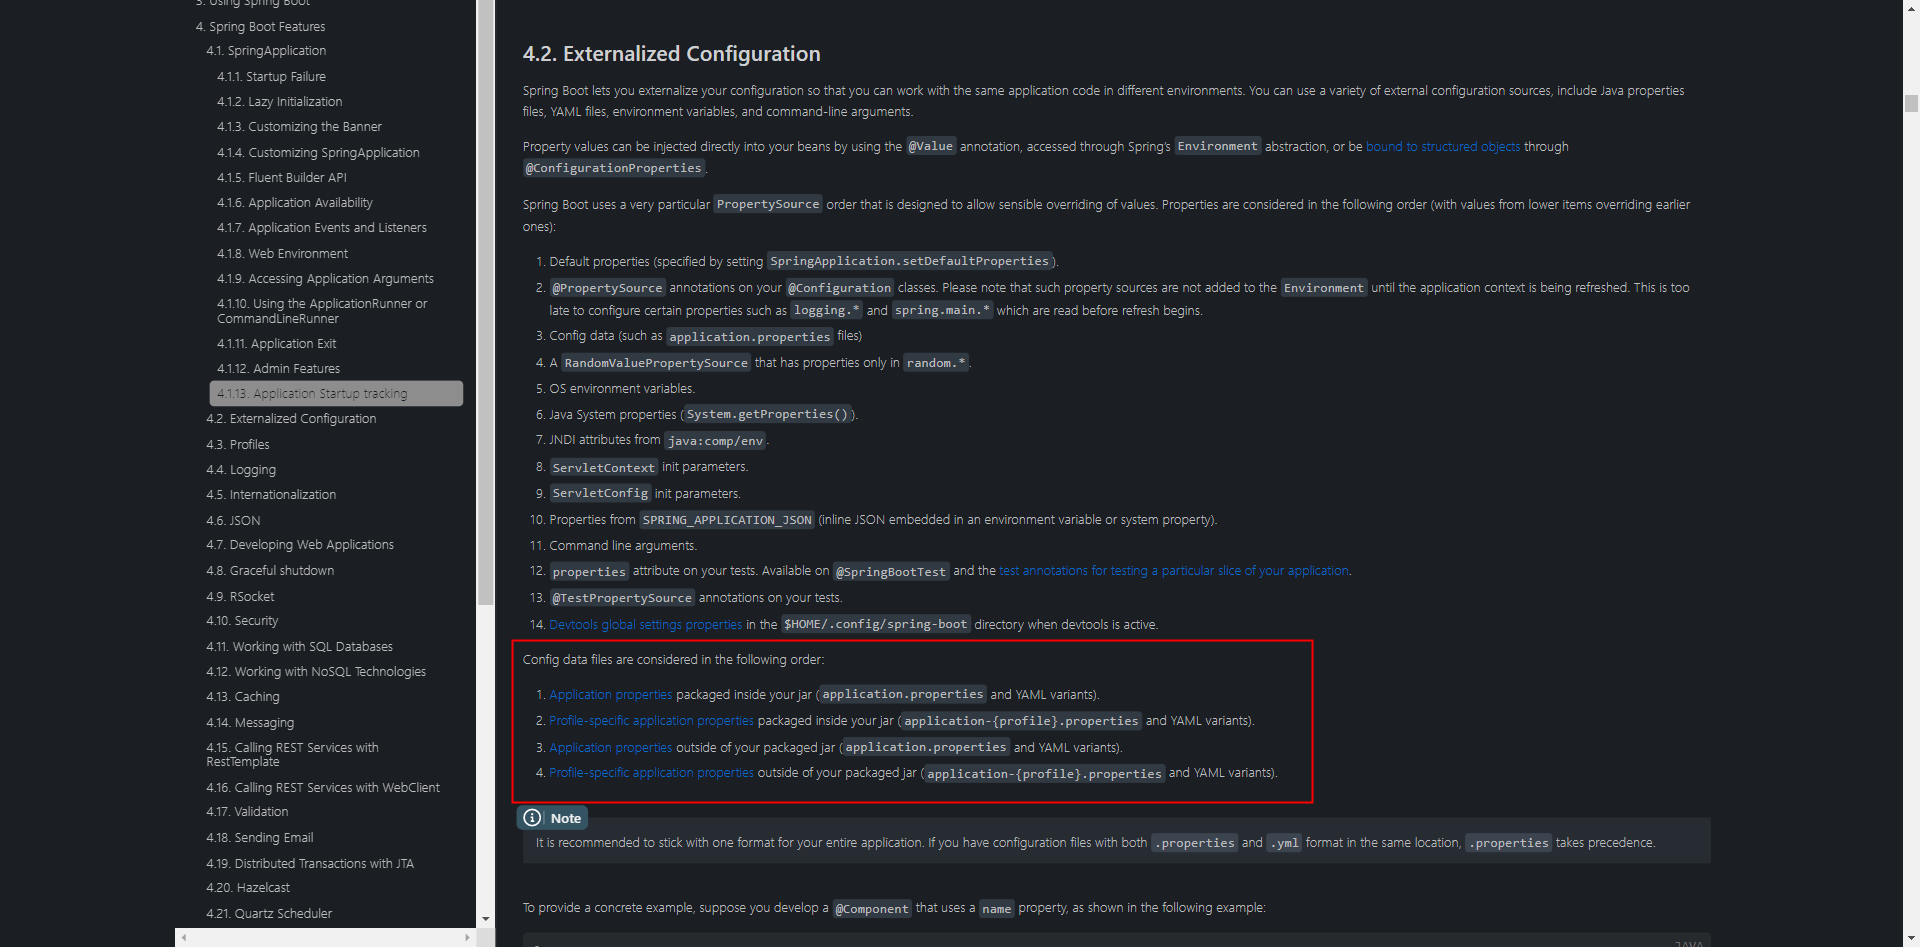 3. Using Spring Boot
4. Spring Boot Features
4.1. SpringApplication
4.1.1. Startup Failure
4.1.2. Lazy Initialization
4.1.3. Customizing the Banner
4.1.4. Customizing SpringApplication
4.1.5. Fluent Builder API
4.1.6. Application Availability
4.1.7. Application Events and Listeners
4.1.8. Web Environment
4.1.9. Accessing Application Arguments
4.1.10. Using the ApplicationRunner or
CommandLineRunner
4.1.11. Application Exit
4.1.12. Admin Features
4.1.13. Application Startup tracking
4.2. Externalized Configuration
4.3. Profiles
4.4. Logging
4.5. Internationalization
4.6. JSON
4.7. Developing Web Applications
4.8. Graceful shutdown
4.9. RSocket
4.10. Security
4.11. Working with SQL Databases
4.12. Working with NoSQL Technologies
4.13. Caching
4.14. Messaging
4.15. Calling REST Services with
RestTemplate
4.16. Calling REST Services with WebClient
4.17. Validation
4.18. Sending Email
4.19. Distributed Transactions with JTA
4.20. Hazelcast
4.21. Quartz Scheduler
4.2. Externalized Configuration
Spring Boot lets you externalize your configuration so that you can work with the same application code in different environments. You can use a variety of external configuration sources, include Java properties
files, YAML files, environment variables, and command-line arguments.
Property values can be injected directly into your beans by using the @Value annotation, accessed through Spring's Environment abstraction, or be bound to structured objects through
@ConfigurationProperties.
Spring Boot uses a very particular PropertySource order that is designed to allow sensible overriding of values. Properties are considered in the following order (with values from lower items overriding earlier
ones):
1. Default properties (specified by setting SpringApplication.setDefaultProperties).
2. @PropertySource annotations on your @Configuration classes. Please note that such property sources are not added to the Environment until the application context is being refreshed. This is too
late to configure certain properties such as logging.* and spring.main.* which are read before refresh begins.
3. Config data (such as application.properties files)
4. A RandomValuePropertySource that has properties only in random.*.
5. OS environment variables.
6. Java System properties (System.getProperties()).
7. JNDI attributes from java:comp/env.
8. ServletContext init parameters.
9. ServletConfig init parameters.
10. Properties from SPRING_APPLICATION_JSON (inline JSON embedded in an environment variable or system property).
11. Command line arguments.
12. properties attribute on your tests. Available on @SpringBootTest and the test annotations for testing a particular slice of your application.
13. @TestPropertySource annotations on your tests.
14. Devtools global settings properties in the $HOME/.config/spring-boot directory when devtools is active.
Config data files are considered in the following order:
1. Application properties packaged inside your jar (application.properties and YAML variants).
2. Profile-specific application properties packaged inside your jar (application-{profile}.properties and YAML variants).
3. Application properties outside of your packaged jar (application.properties and YAML variants).
4. Profile-specific application properties outside of your packaged jar (application-{profile}.properties and YAML variants).
Note
It is recommended to stick with one format for your entire application. If you have configuration files with both .properties and .yml format in the same location, .properties takes precedence.
To provide a concrete example, suppose you develop a @Component that uses a name property, as shown in the following example:
JAVA